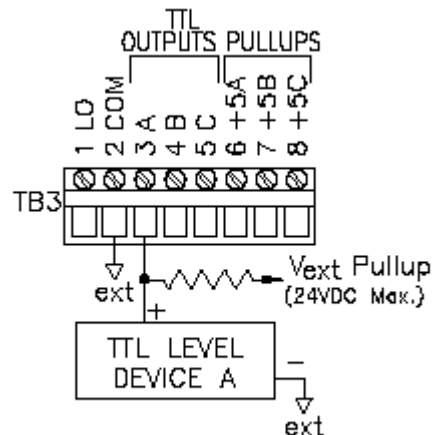 TTL
OUTPUTS PULLUPS
1 LO
2 COM
3 A
4 B
5 C
6 +5A
7 +5B
8 +5C
TB3
ext
Vext Pullup
(24VDC Max.)
+
TTL LEVEL
DEVICE A
−
ext